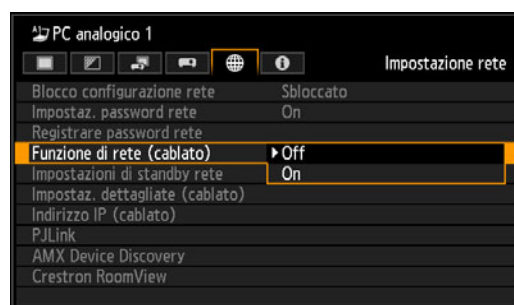 PC analogico 1
Impostazione rete
Blocco configurazione rete Sbloccato
Impostaz. password rete On
Registrare password rete
Funzione di rete (cablato) Off
Impostazioni di standby rete On
Impostaz. dettagliate (cablato)
Indirizzo IP (cablato)
PJLink
AMX Device Discovery
Crestron RoomView